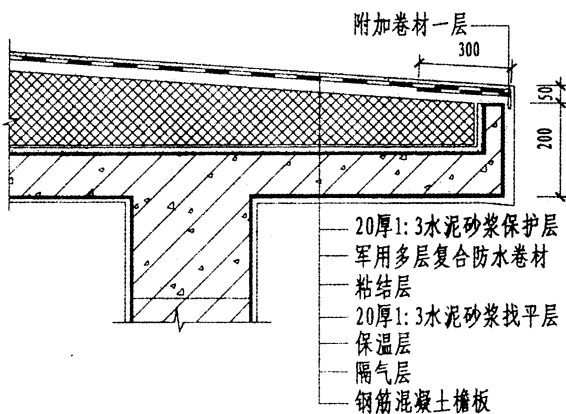 附加卷材一层
300
50
200
20厚1:3水泥砂浆保护层
军用多层复合防水卷材
粘结层
20厚1:3水泥砂浆找平层
保温层
隔气层
钢筋混凝土檐板